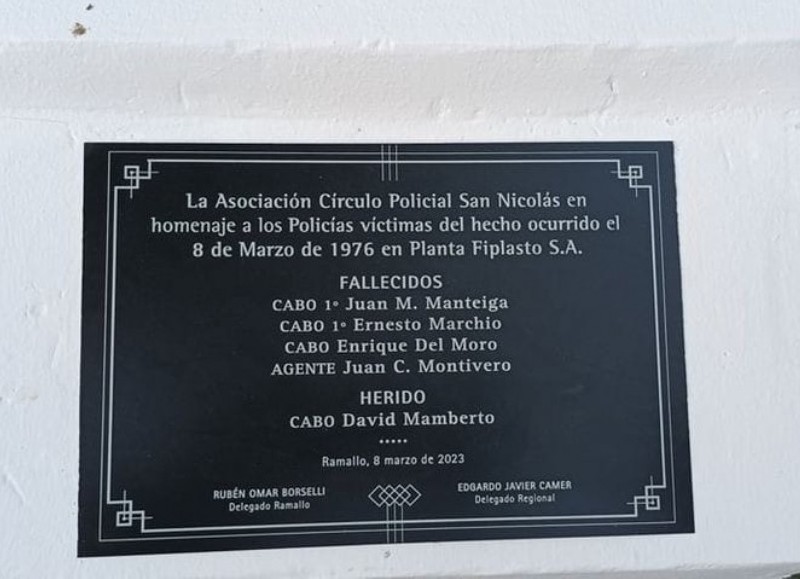 La Asociación Círculo Policial San Nicolás en
homenaje a los Policías víctimas del hecho ocurrido el
8 de Marzo de 1976 en Planta Fiplasto S.A.
FALLECIDOS
CABO 1º Juan M. Manteiga
CABO 1º Ernesto Marchio
CABO Enrique Del Moro
AGENTE Juan C. Montivero
HERIDO
CABO David Mamberto
Ramallo, 8 marzo de 2023
RUBÉN OMAR BORSELLI
Delegado Ramallo
EDGARDO JAVIER CAMER
Delegado Regional